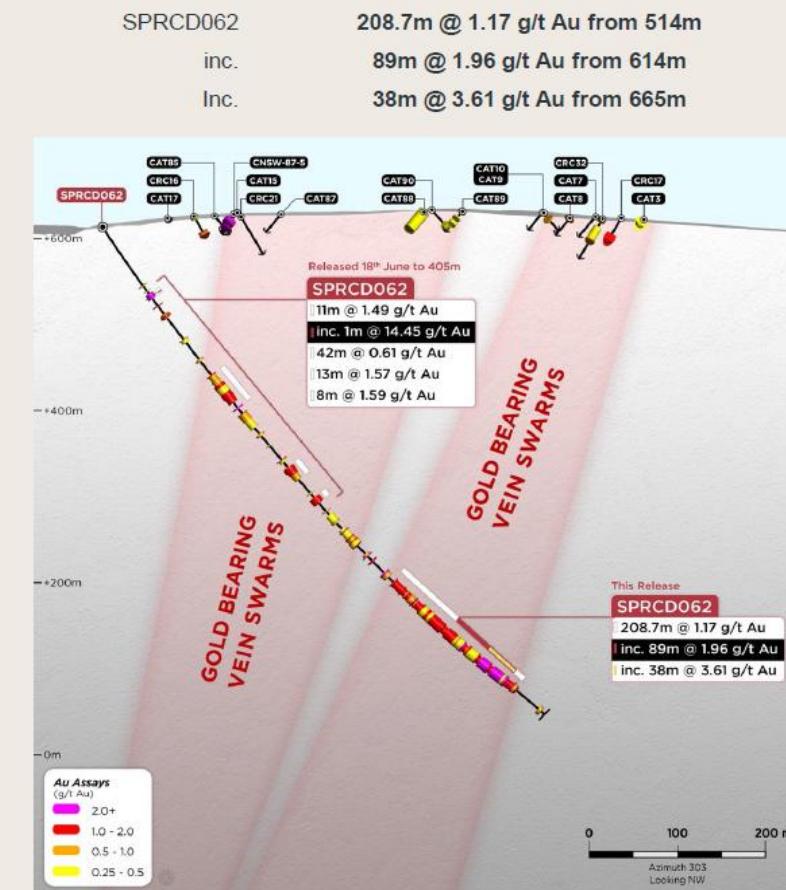 SPRCD062 208.7m @ 1.17 g/t Au from 514m
inc. 89m @ 1.96 g/t Au from 614m
Inc. 38m @ 3.61 g/t Au from 665m
CAT85
CNSW-87-5
CRC16
CAT15
CAT17
CRC21
CAT87
CAT90
CAT88
CAT89
CAT10
CAT9
CRC32
CAT7
CRC17
CAT8
CAT3
SPRCD062
+600m
Released 18th June to 405m
SPRCD062
11m @ 1.49 g/t Au
inc. 1m @ 14.45 g/t Au
42m @ 0.61 g/t Au
13m @ 1.57 g/t Au
8m @ 1.59 g/t Au
+400m
GOLD BEARING
VEIN SWARMS
GOLD BEARING
VEIN SWARMS
+200m
This Release
SPRCD062
208.7m @ 1.17 g/t Au
inc. 89m @ 1.96 g/t Au
inc. 38m @ 3.61 g/t Au
0m
Au Assays
(g/t Au)
2.0+
1.0 - 2.0
0.5 - 1.0
0.25 - 0.5
0 100 200 m
Azimuth 303
Looking NW